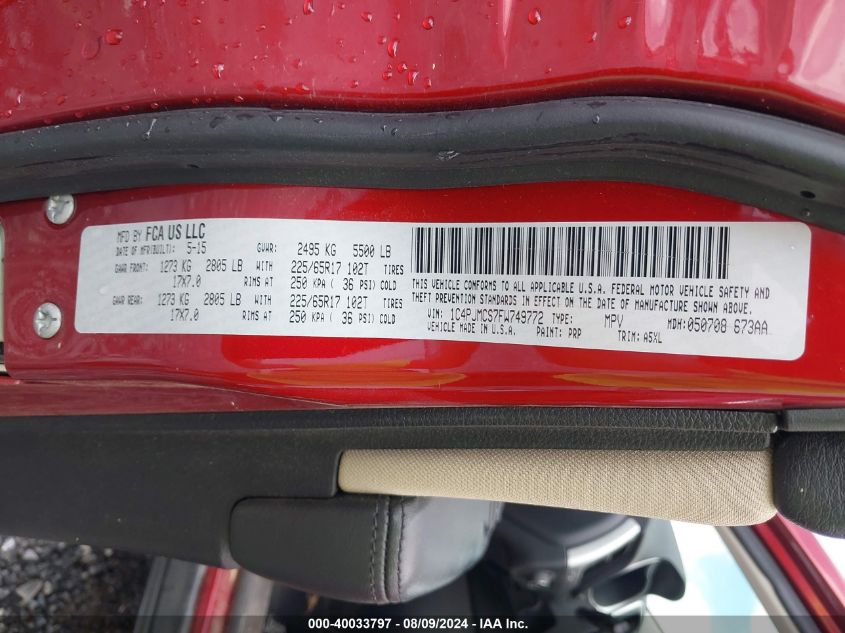 MFD BY FCA US LLC
DATE OF MFR(BUILT): 5-15 GVWR: 2495 KG 5500 LB
GAWR FRONT: 1273 KG 2805 LB WITH 225/65R17 102T TIRES
17X7.0 RIMS AT 250 KPA ( 36 PSI) COLD
GAWR REAR: 1273 KG 2805 LB WITH 225/65R17 102T TIRES
17X7.0 RIMS AT 250 KPA ( 36 PSI) COLD
THIS VEHICLE CONFORMS TO ALL APPLICABLE U.S.A. FEDERAL MOTOR VEHICLE SAFETY AND
THEFT PREVENTION STANDARDS IN EFFECT ON THE DATE OF MANUFACTURE SHOWN ABOVE.
VIN: 1C4PJMCS7FW749772 TYPE: MPV MDH: 050708 673AA
VEHICLE MADE IN U.S.A. PAINT: PRP TRIM: A5XL
000-40033797 - 08/09/2024 - IAA Inc.